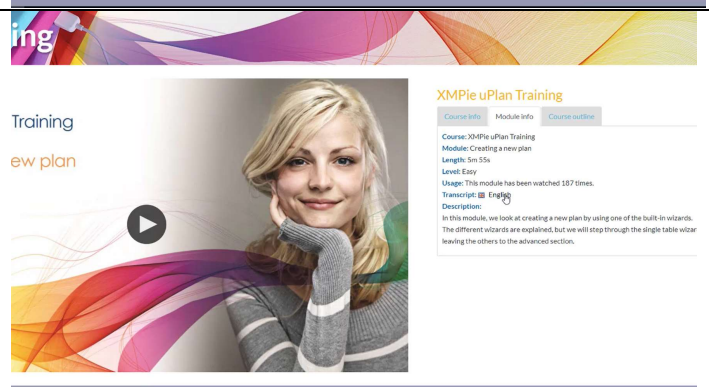 ing
Training
ew plan
XMPie uPlan Training
Course info Module info Course outline
Course: XMPie uPlan Training
Module: Creating a new plan
Length: 5m 55s
Level: Easy
Usage: This module has been watched 187 times.
Transcript: English
Description:
In this module, we look at creating a new plan by using one of the built-in wizards.
The different wizards are explained, but we will step through the single table wizar
leaving the others to the advanced section.